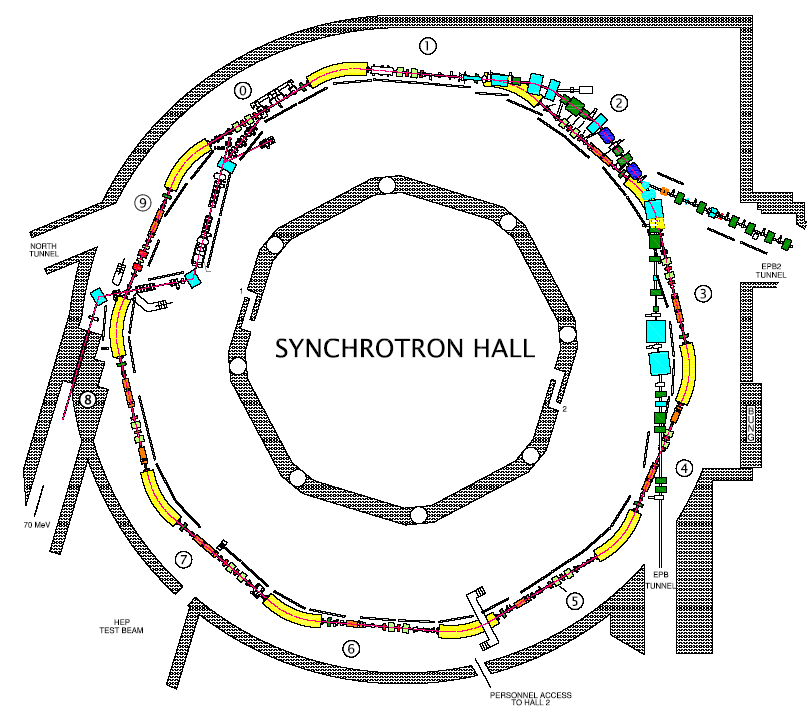 1
0
2
9
NORTH
TUNNEL
EPB2
TUNNEL
3
1
SYNCHROTRON HALL
8
2
BUNG
4
70 MeV
7
EPB
TUNNEL
5
HEP
TEST BEAM
6
PERSONNEL ACCESS
TO HALL 2